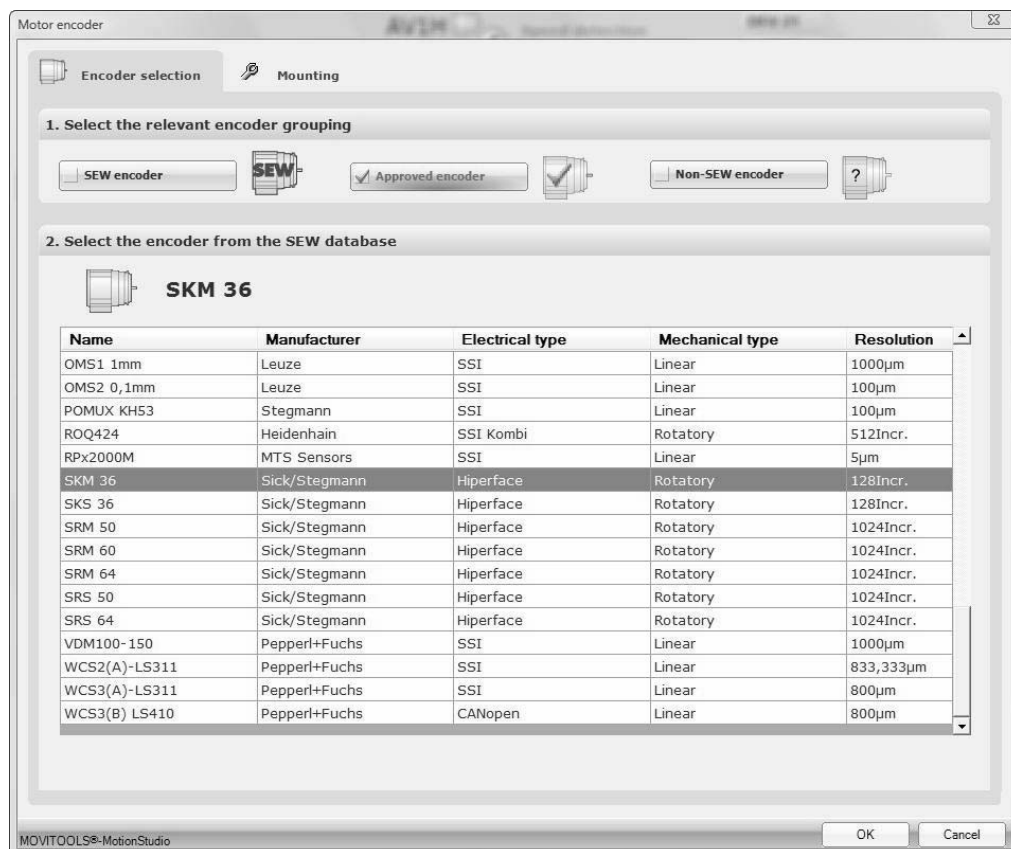 Motor encoder
Encoder selection Mounting
1. Select the relevant encoder grouping
SEW encoder SEW Approved encoder Non-SEW encoder ?
2. Select the encoder from the SEW database
SKM 36
Name Manufacturer Electrical type Mechanical type Resolution
OMS1 1mm Leuze SSI Linear 1000µm
OMS2 0,1mm Leuze SSI Linear 100µm
POMUX KH53 Stegmann SSI Linear 100µm
ROQ424 Heidenhain SSI Kombi Rotatory 512Incr.
RPx2000M MTS Sensors SSI Linear 5µm
SKM 36 Sick/Stegmann Hiperface Rotatory 128Incr.
SKS 36 Sick/Stegmann Hiperface Rotatory 128Incr.
SRM 50 Sick/Stegmann Hiperface Rotatory 1024Incr.
SRM 60 Sick/Stegmann Hiperface Rotatory 1024Incr.
SRM 64 Sick/Stegmann Hiperface Rotatory 1024Incr.
SRS 50 Sick/Stegmann Hiperface Rotatory 1024Incr.
SRS 64 Sick/Stegmann Hiperface Rotatory 1024Incr.
VDM100-150 Pepperl+Fuchs SSI Linear 1000µm
WCS2(A)-LS311 Pepperl+Fuchs SSI Linear 833,333µm
WCS3(A)-LS311 Pepperl+Fuchs SSI Linear 800µm
WCS3(B) LS410 Pepperl+Fuchs CANopen Linear 800µm
OK Cancel
MOVITOOLS®-MotionStudio